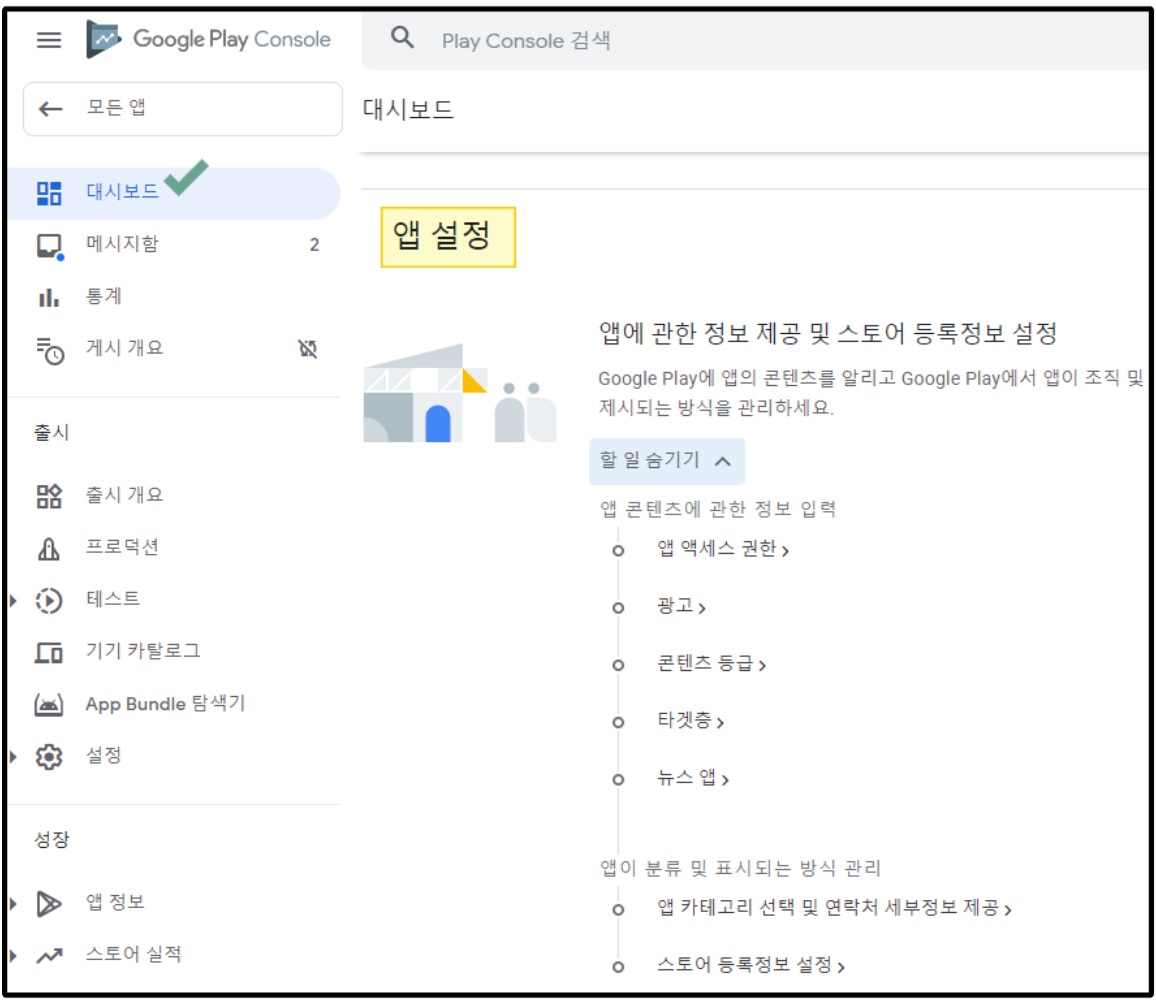 Google Play Console
Play Console 검색
모든 앱
대시보드
대시보드
메시지함 2
통계
게시 개요
출시
출시 개요
프로덕션
테스트
기기 카탈로그
App Bundle 탐색기
설정
성장
앱 정보
스토어 실적
앱 설정
앱에 관한 정보 제공 및 스토어 등록정보 설정
Google Play에 앱의 콘텐츠를 알리고 Google Play에서 앱이 조직 및
제시되는 방식을 관리하세요.
할 일 숨기기
앱 콘텐츠에 관한 정보 입력
앱 액세스 권한
광고
콘텐츠 등급
타겟층
뉴스 앱
앱이 분류 및 표시되는 방식 관리
앱 카테고리 선택 및 연락처 세부정보 제공
스토어 등록정보 설정